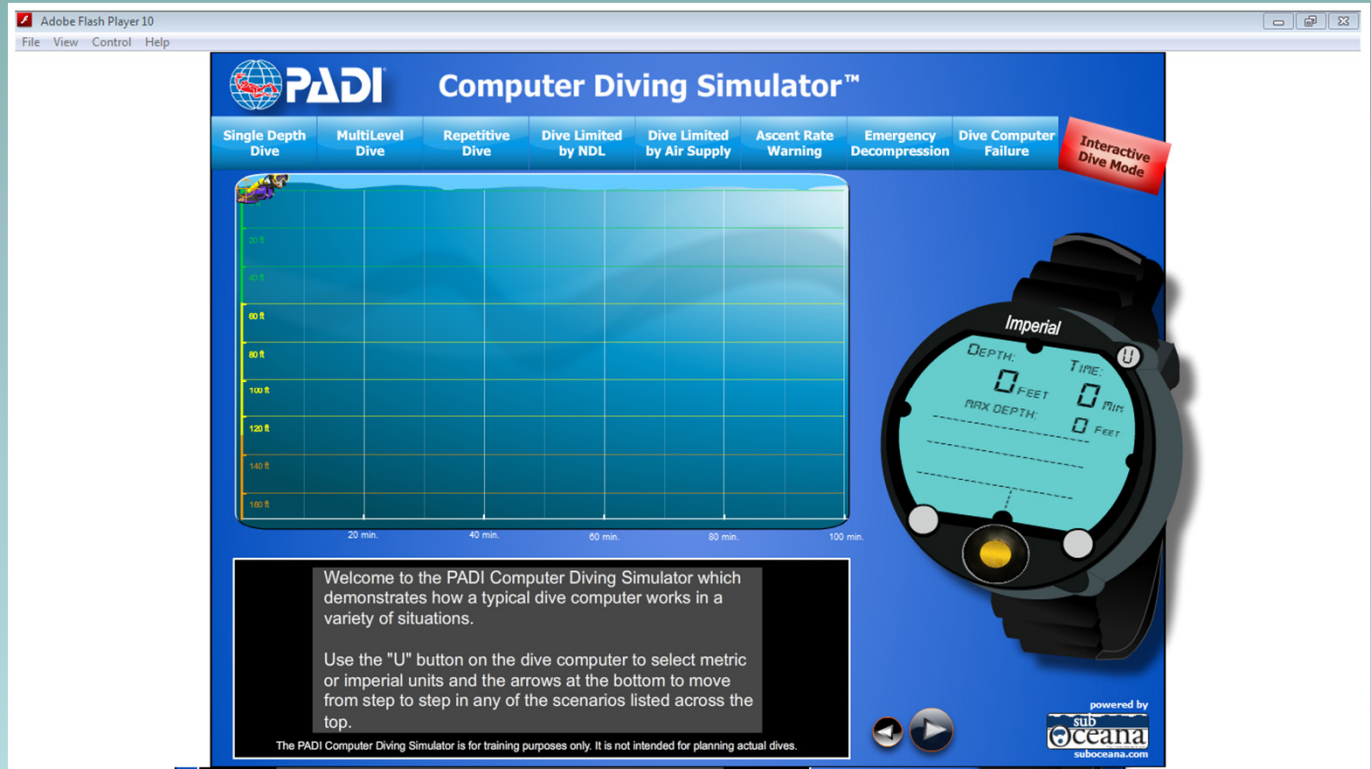 Adobe Flash Player 10
File View Control Help
PADI Computer Diving Simulator™
Single Depth Dive
MultiLevel Dive
Repetitive Dive
Dive Limited by NDL
Dive Limited by Air Supply
Ascent Rate Warning
Emergency Decompression
Dive Computer Failure
Interactive Dive Mode
20 ft
40 ft
60 ft
80 ft
100 ft
120 ft
140 ft
160 ft
20 min.
40 min.
60 min.
80 min.
100 min.
Imperial
U
DEPTH: TIME:
0 FEET 0 MIN
MAX DEPTH: 0 FEET
Welcome to the PADI Computer Diving Simulator which
demonstrates how a typical dive computer works in a
variety of situations.
Use the "U" button on the dive computer to select metric
or imperial units and the arrows at the bottom to move
from step to step in any of the scenarios listed across the
top.
The PADI Computer Diving Simulator is for training purposes only. It is not intended for planning actual dives.
powered by
sub
Oceana
suboceana.com